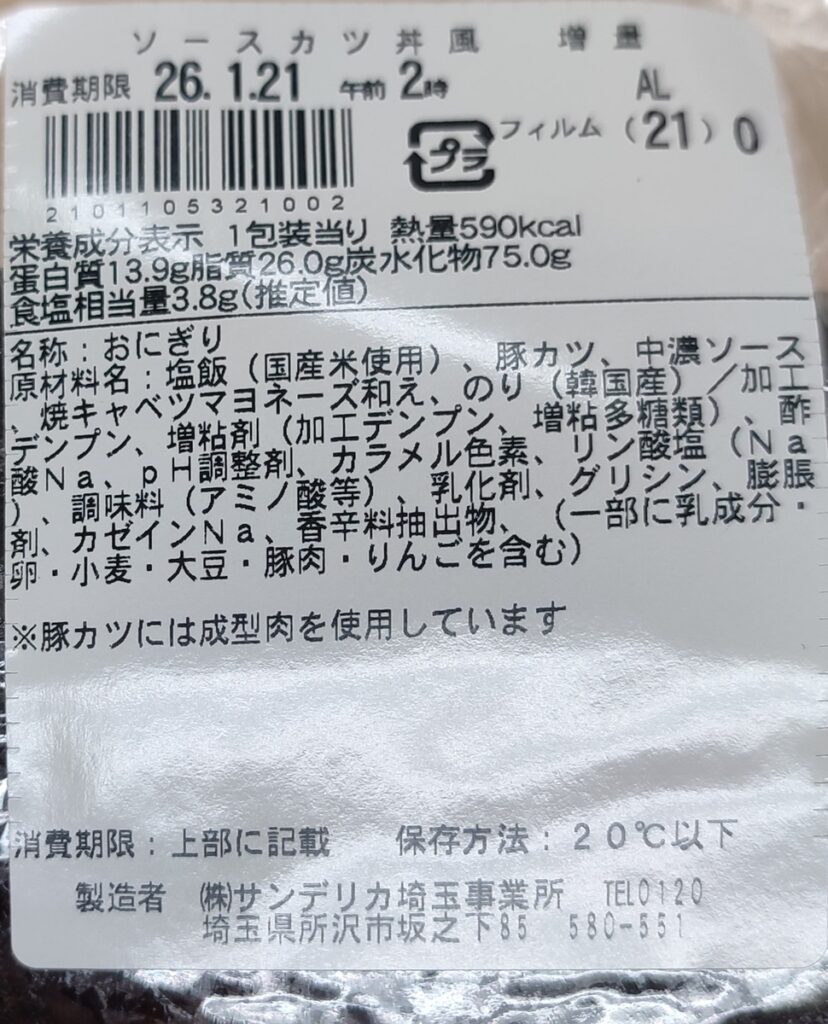 ソースカツ丼風 増量
消費期限 26.1.21 午前2時 AL
プラ フィルム (21) 0
2101105321002
栄養成分表示 1包装当り 熱量590kcal
蛋白質13.9g脂質26.0g炭水化物75.0g
食塩相当量3.8g(推定値)
名称:おにぎり
原材料名:塩飯(国産米使用)、豚カツ、中濃ソース
、焼キャベツマヨネーズ和え、のり(韓国産)/加工
デンプン、増粘剤(加工デンプン、増粘多糖類)、酢
酸Na、pH調整剤、カラメル色素、リン酸塩(Na
)、調味料(アミノ酸等)、乳化剤、グリシン、膨脹
剤、カゼインNa、香辛料抽出物、(一部に乳成分・
卵・小麦・大豆・豚肉・りんごを含む)
※豚カツには成型肉を使用しています
消費期限:上部に記載 保存方法:20℃以下
製造者 ㈱サンデリカ埼玉事業所 TEL0120
埼玉県所沢市坂之下85 580-551